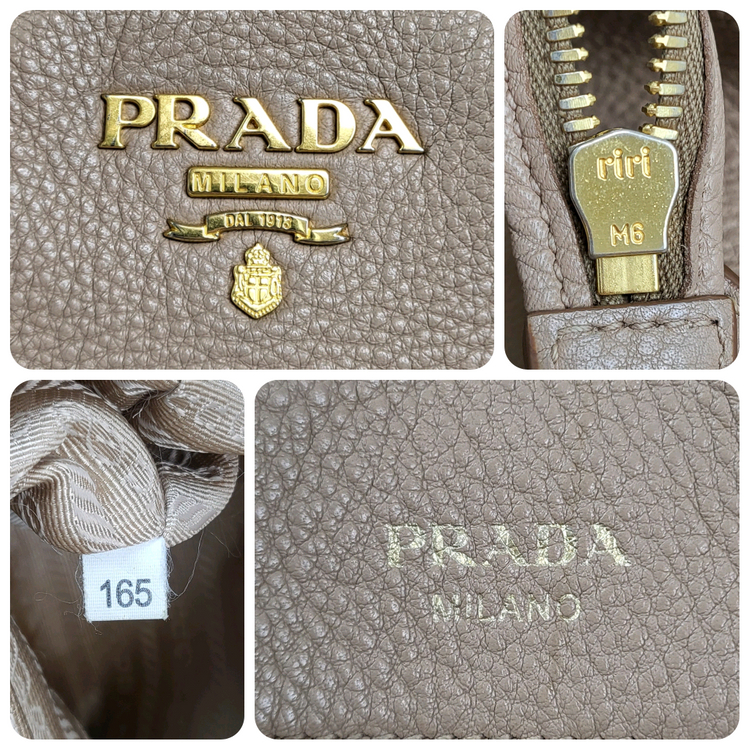 PRADA
MILANO
DAL 1913
riri
M6
165
PRADA
MILANO